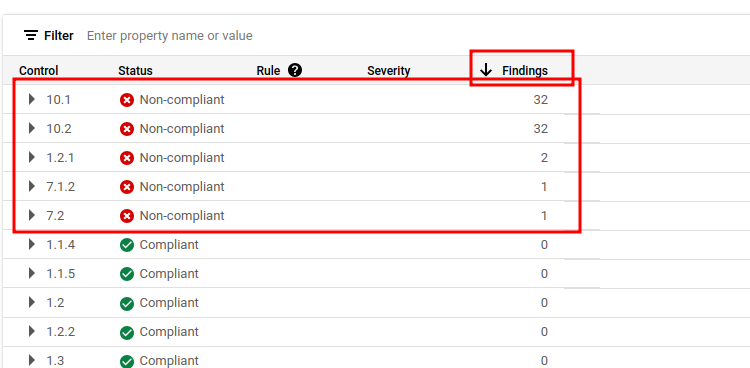 Filter Enter property name or value
Control Status Rule ? Severity Findings
10.1 Non-compliant 32
10.2 Non-compliant 32
1.2.1 Non-compliant 2
7.1.2 Non-compliant 1
7.2 Non-compliant 1
1.1.4 Compliant 0
1.1.5 Compliant 0
1.2 Compliant 0
1.2.2 Compliant 0
1.3 Compliant 0